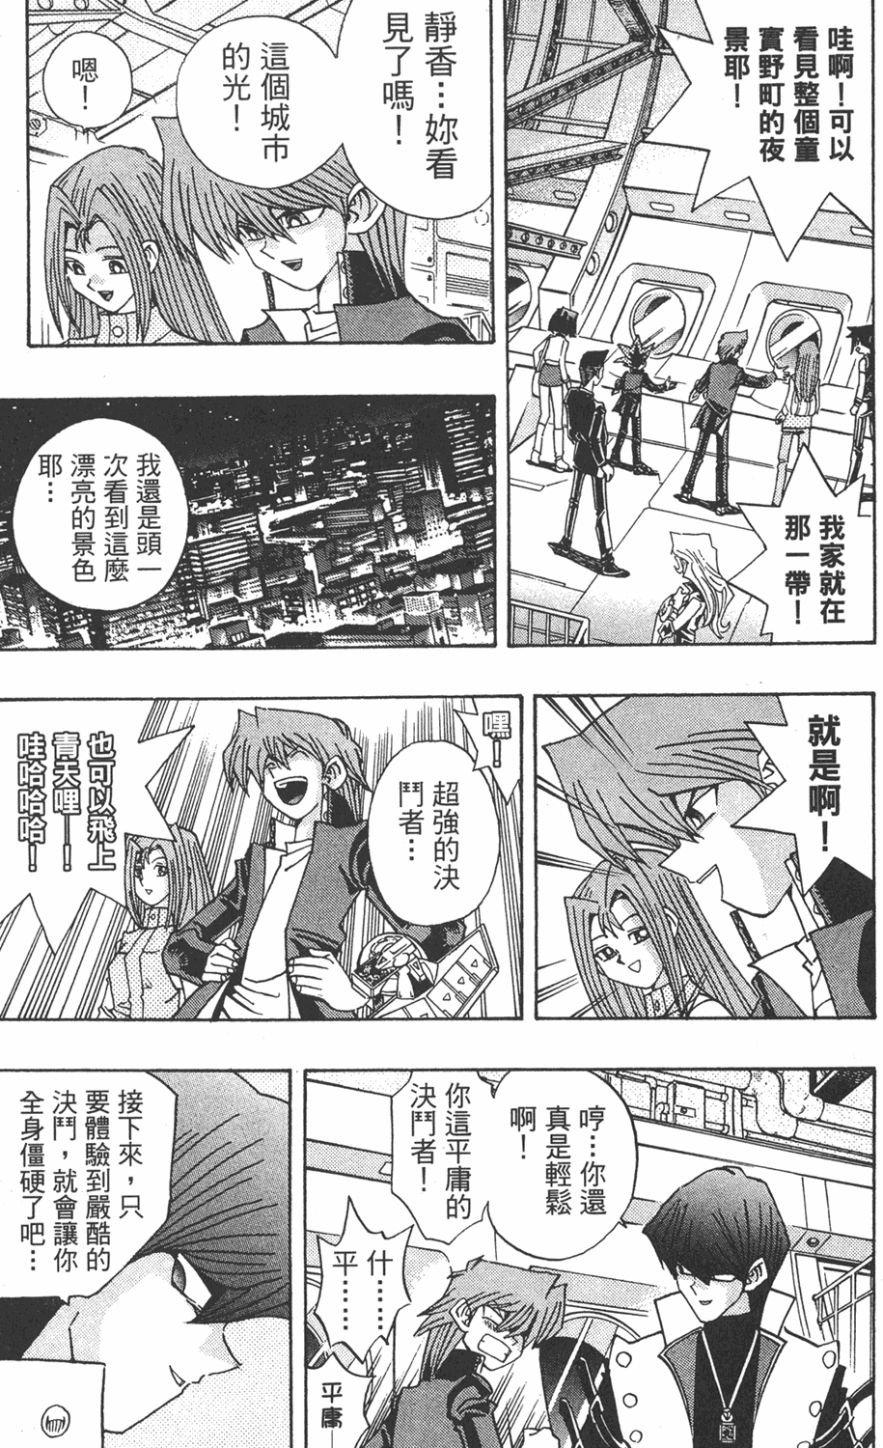 哇啊！可以
看見整個童
實野町的夜
景耶！
我家就在
那一帶！
靜香…妳看
見了嗎！
這個城市
的光！
嗯！
我還是頭一
次看到這麼
漂亮的景色
耶…
就是啊！
嘿！
超強的決
鬥者…
也可以飛上
青天哩—！
哇哈哈哈！
哼…你還
真是輕鬆
啊！
你這平庸的
決鬥者！
什……
平……
平庸—
接下來，只
要體驗到嚴酷的
決鬥，就會讓你
全身僵硬了吧…